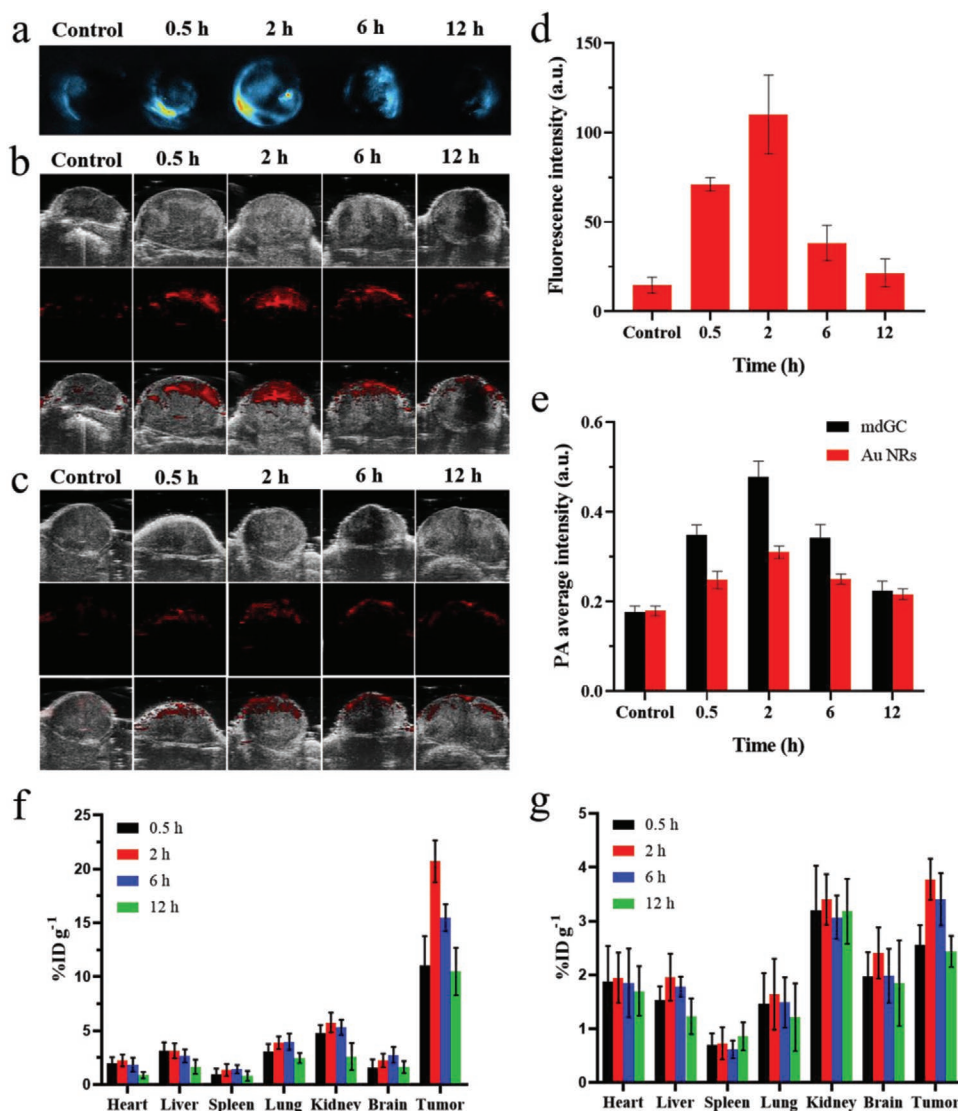 a
Control 0.5 h 2 h 6 h 12 h
b
Control 0.5 h 2 h 6 h 12 h
c
Control 0.5 h 2 h 6 h 12 h
d
Fluorescence intensity (a.u.)
150
100
50
0
Control 0.5 2 6 12
Time (h)
e
PA average intensity (a.u.)
0.6
0.4
0.2
0.0
mdGC
Au NRs
Control 0.5 2 6 12
Time (h)
f
%ID g⁻¹
25
20
15
10
5
0
0.5 h
2 h
6 h
12 h
Heart Liver Spleen Lung Kidney Brain Tumor
g
%ID g⁻¹
5
4
3
2
1
0
0.5 h
2 h
6 h
12 h
Heart Liver Spleen Lung Kidney Brain Tumor